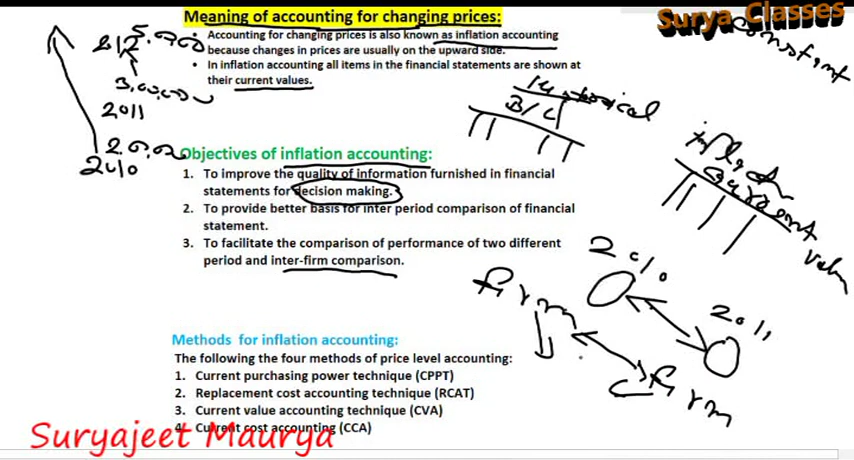 Meaning of accounting for changing prices:
Surya Classes
• Accounting for changing prices is also known as inflation accounting
because changes in prices are usually on the upward side.
• In inflation accounting all items in the financial statements are shown at
their current values.
constant
3,00,000
2011
2010
Historical
B/S
Objectives of inflation accounting:
1. To improve the quality of information furnished in financial
statements for decision making.
2. To provide better basis for inter period comparison of financial
statement.
3. To facilitate the comparison of performance of two different
period and inter-firm comparison.
current
2010
2011
firm
firm
Methods for inflation accounting:
The following the four methods of price level accounting:
1. Current purchasing power technique (CPPT)
2. Replacement cost accounting technique (RCAT)
3. Current value accounting technique (CVA)
4. Current cost accounting (CCA)
Suryajeet Maurya